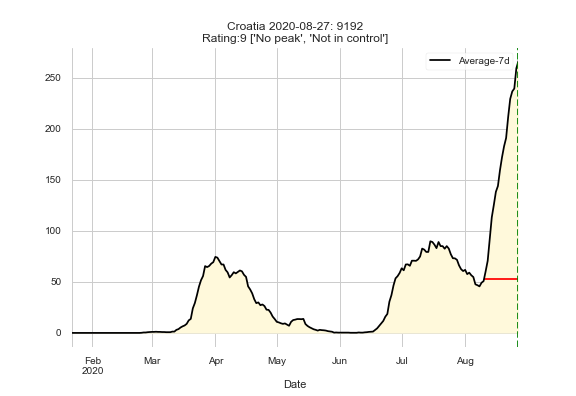 Croatia 2020-08-27: 9192
Rating:9 ['No peak', 'Not in control']
Average-7d
250
200
150
100
50
0
Feb Mar Apr May Jun Jul Aug
2020
Date